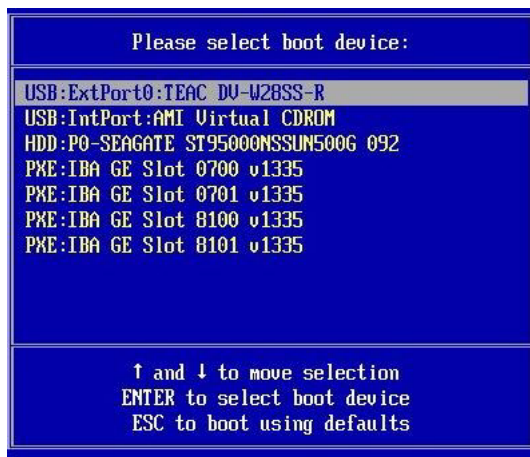 Please select boot device:
USB:ExtPort0:TEAC DV-W28SS-R
USB:IntPort:AMI Virtual CDROM
HDD:P0-SEAGATE ST95000NSSUN500G 092
PXE:IBA GE Slot 0700 v1335
PXE:IBA GE Slot 0701 v1335
PXE:IBA GE Slot 8100 v1335
PXE:IBA GE Slot 8101 v1335
↑ and ↓ to move selection
ENTER to select boot device
ESC to boot using defaults